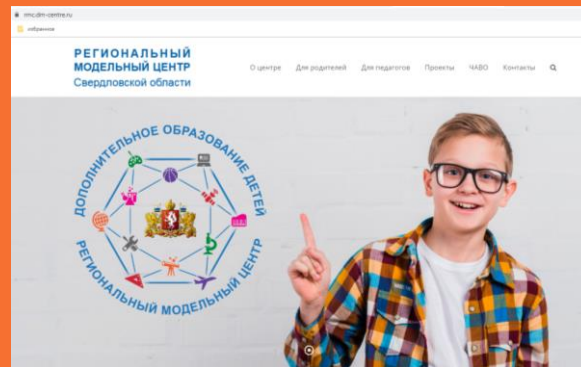 rmc.dm-centre.ru
избранное
РЕГИОНАЛЬНЫЙ
МОДЕЛЬНЫЙ ЦЕНТР
Свердловской области
О центре Для родителей Для педагогов Проекты ЧАВО Контакты
ДОПОЛНИТЕЛЬНОЕ ОБРАЗОВАНИЕ ДЕТЕЙ
РЕГИОНАЛЬНЫЙ МОДЕЛЬНЫЙ ЦЕНТР